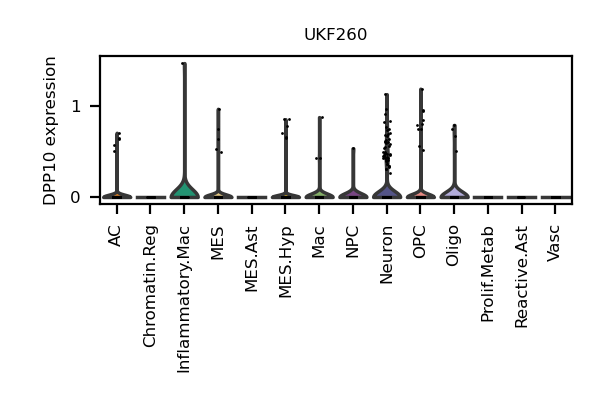 UKF260
DPP10 expression
1
0
AC
Chromatin.Reg
Inflammatory.Mac
MES
MES.Ast
MES.Hyp
Mac
NPC
Neuron
OPC
Oligo
Prolif.Metab
Reactive.Ast
Vasc